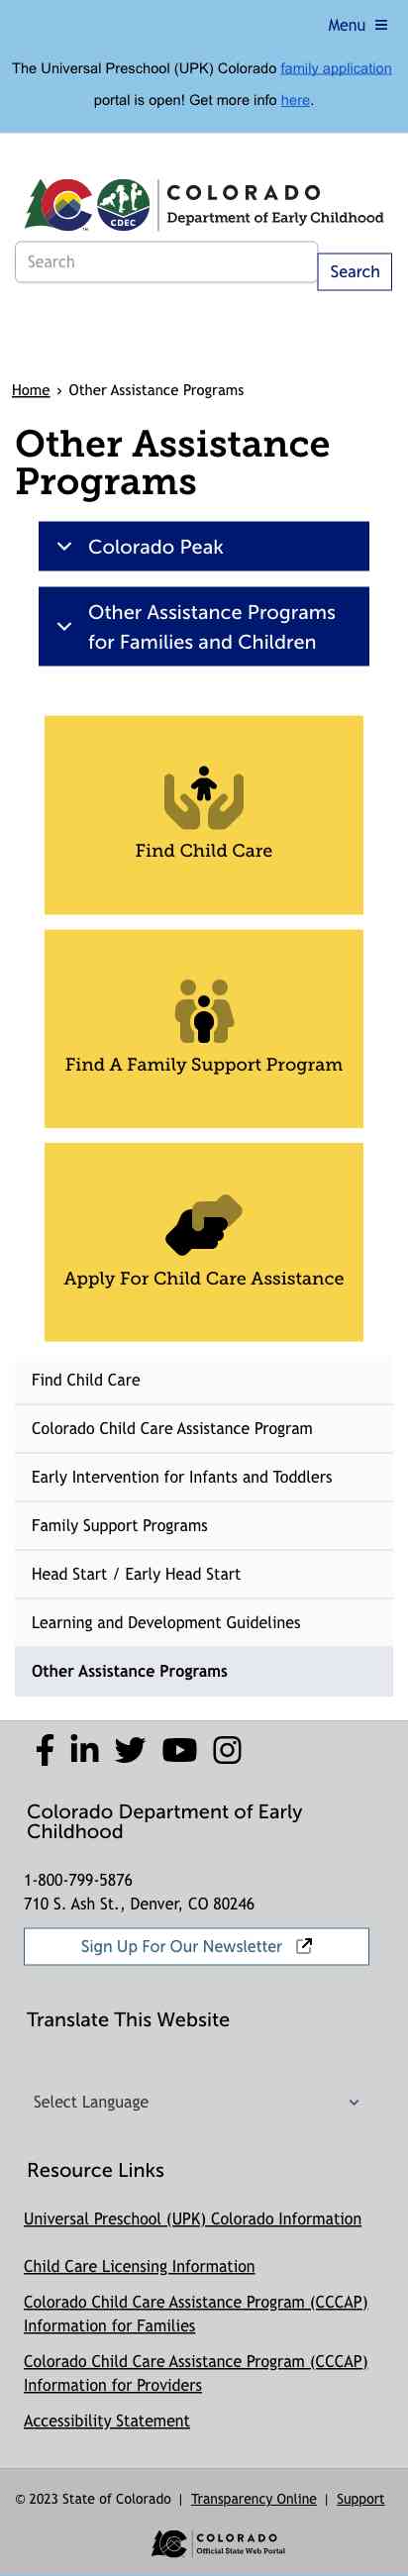 Menu
The Universal Preschool (UPK) Colorado family application
portal is open! Get more info here.
COLORADO
Department of Early Childhood
CDEC
Search
Search
Home › Other Assistance Programs
Other Assistance
Programs
Colorado Peak
Other Assistance Programs
for Families and Children
Find Child Care
Find A Family Support Program
Apply For Child Care Assistance
Find Child Care
Colorado Child Care Assistance Program
Early Intervention for Infants and Toddlers
Family Support Programs
Head Start / Early Head Start
Learning and Development Guidelines
Other Assistance Programs
Colorado Department of Early
Childhood
1-800-799-5876
710 S. Ash St., Denver, CO 80246
Sign Up For Our Newsletter
Translate This Website
Select Language
Resource Links
Universal Preschool (UPK) Colorado Information
Child Care Licensing Information
Colorado Child Care Assistance Program (CCCAP)
Information for Families
Colorado Child Care Assistance Program (CCCAP)
Information for Providers
Accessibility Statement
© 2023 State of Colorado | Transparency Online | Support
COLORADO
Official State Web Portal